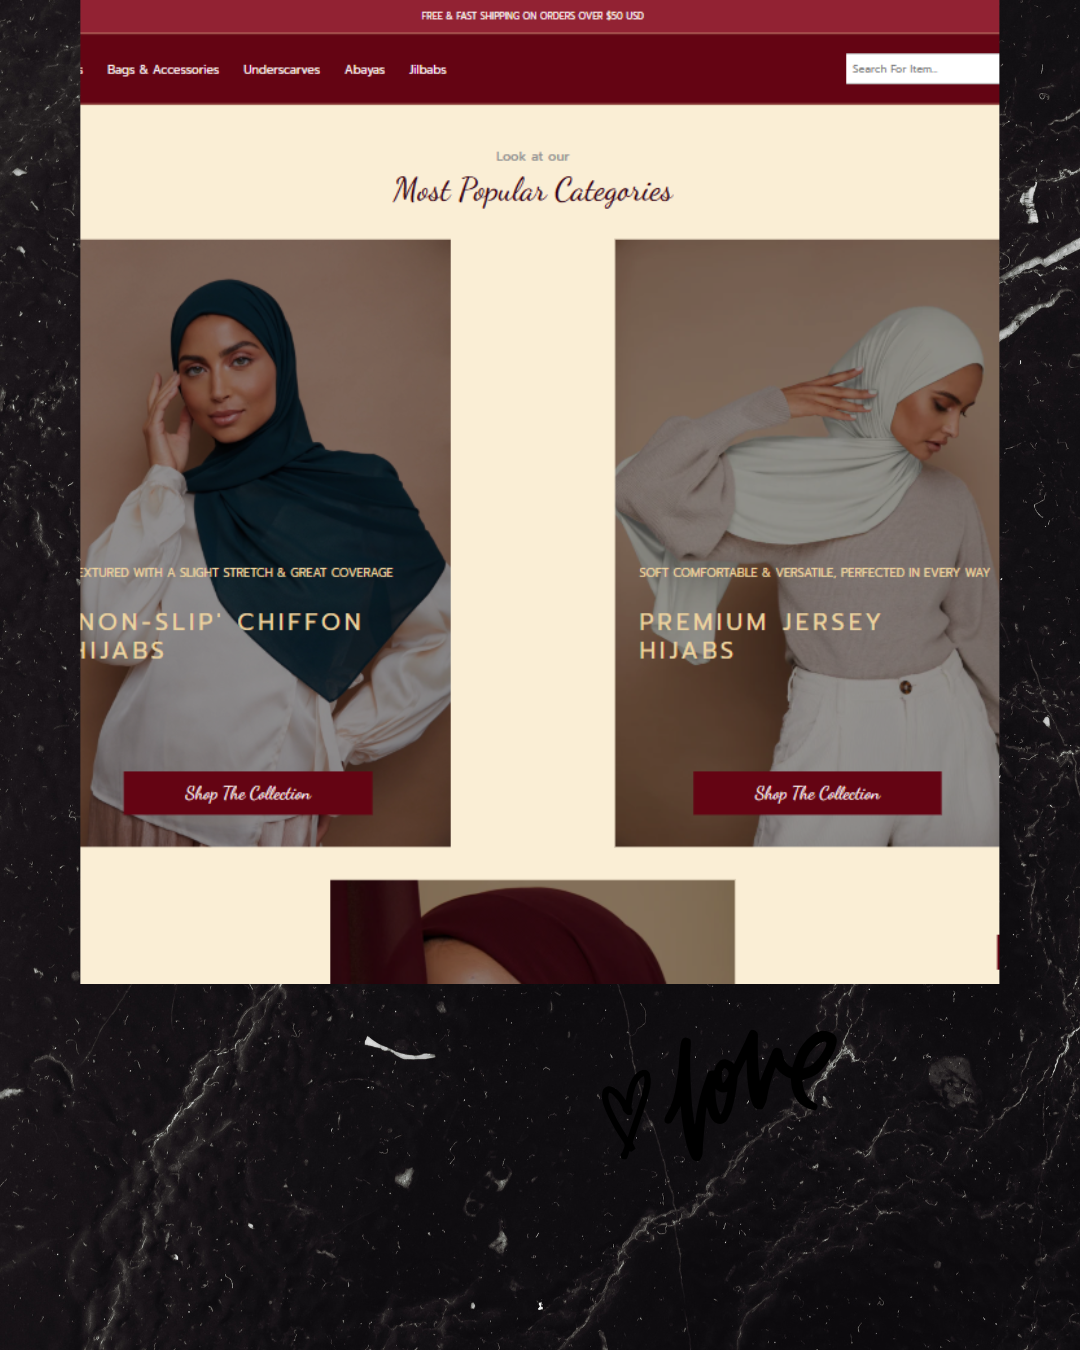 FREE & FAST SHIPPING ON ORDERS OVER $50 USD
Bags & Accessories Underscarves Abayas Jilbabs Search For Item...
Look at our
Most Popular Categories
EXTURED WITH A SLIGHT STRETCH & GREAT COVERAGE
NON-SLIP' CHIFFON
HIJABS
Shop The Collection
SOFT COMFORTABLE & VERSATILE, PERFECTED IN EVERY WAY
PREMIUM JERSEY
HIJABS
Shop The Collection
love